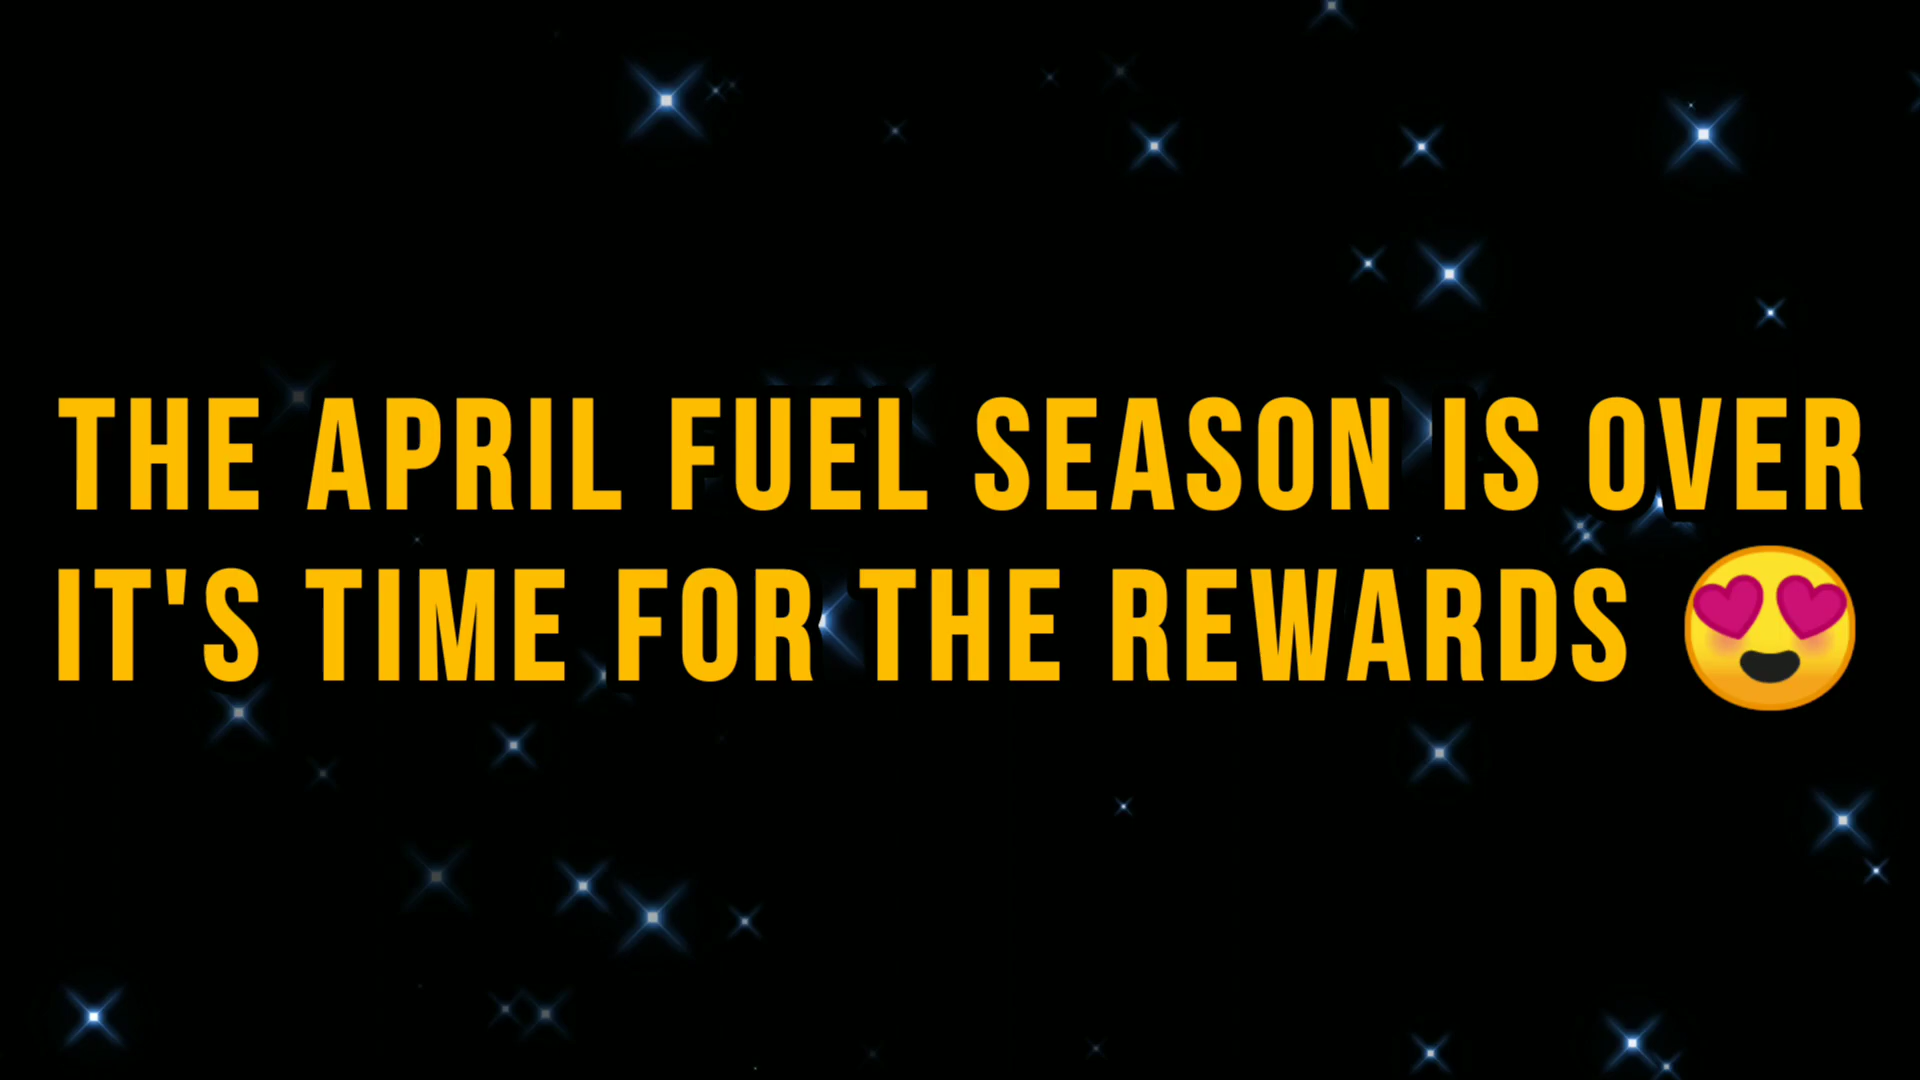 THE APRIL FUEL SEASON IS OVER
IT'S TIME FOR THE REWARDS 😍